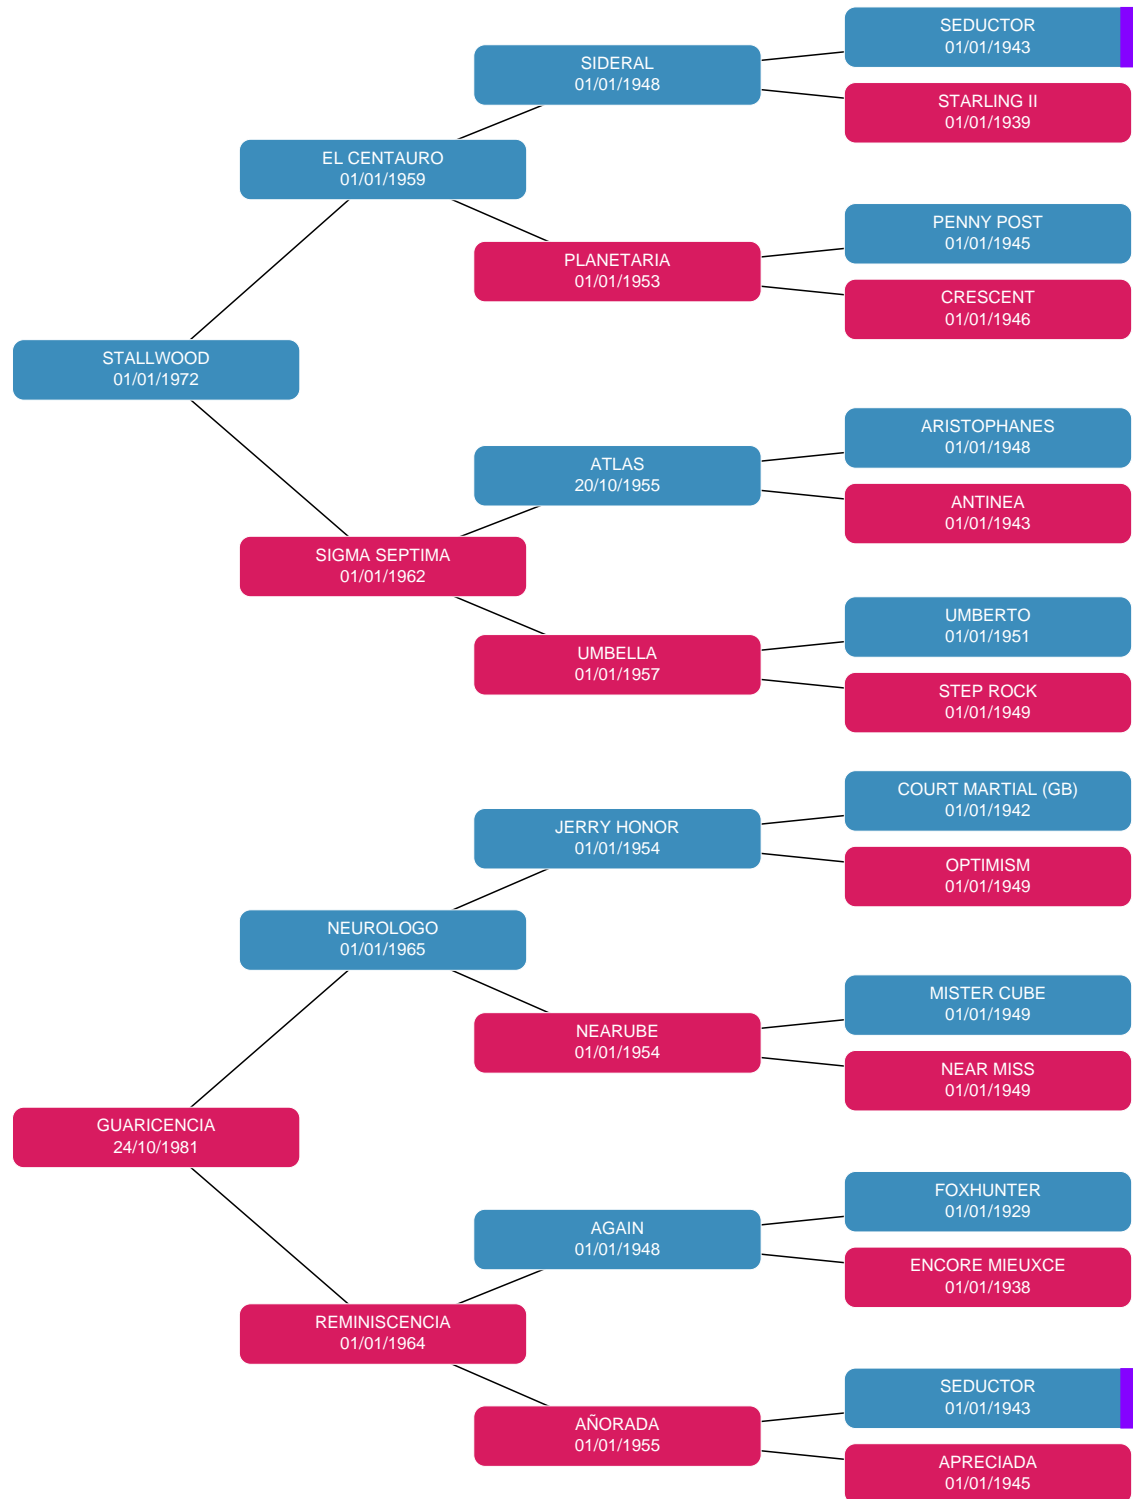 SEDUCTOR
01/01/1943
SIDERAL
01/01/1948
STARLING II
01/01/1939
EL CENTAURO
01/01/1959
PENNY POST
01/01/1945
PLANETARIA
01/01/1953
CRESCENT
01/01/1946
STALLWOOD
01/01/1972
ARISTOPHANES
01/01/1948
ATLAS
20/10/1955
ANTINEA
01/01/1943
SIGMA SEPTIMA
01/01/1962
UMBERTO
01/01/1951
UMBELLA
01/01/1957
STEP ROCK
01/01/1949
COURT MARTIAL (GB)
01/01/1942
JERRY HONOR
01/01/1954
OPTIMISM
01/01/1949
NEUROLOGO
01/01/1965
MISTER CUBE
01/01/1949
NEARUBE
01/01/1954
NEAR MISS
01/01/1949
GUARICENCIA
24/10/1981
FOXHUNTER
01/01/1929
AGAIN
01/01/1948
ENCORE MIEUXCE
01/01/1938
REMINISCENCIA
01/01/1964
SEDUCTOR
01/01/1943
AÑORADA
01/01/1955
APRECIADA
01/01/1945